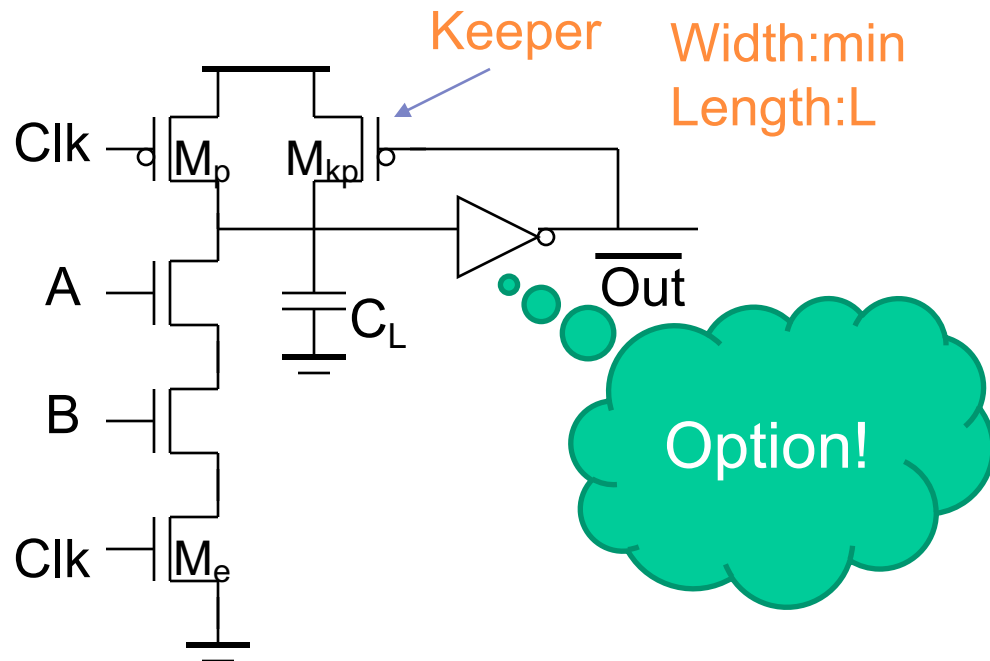 Keeper
Width:min
Length:L
Clk
Mp
Mkp
A
CL
Out
B
Option!
Clk
Me